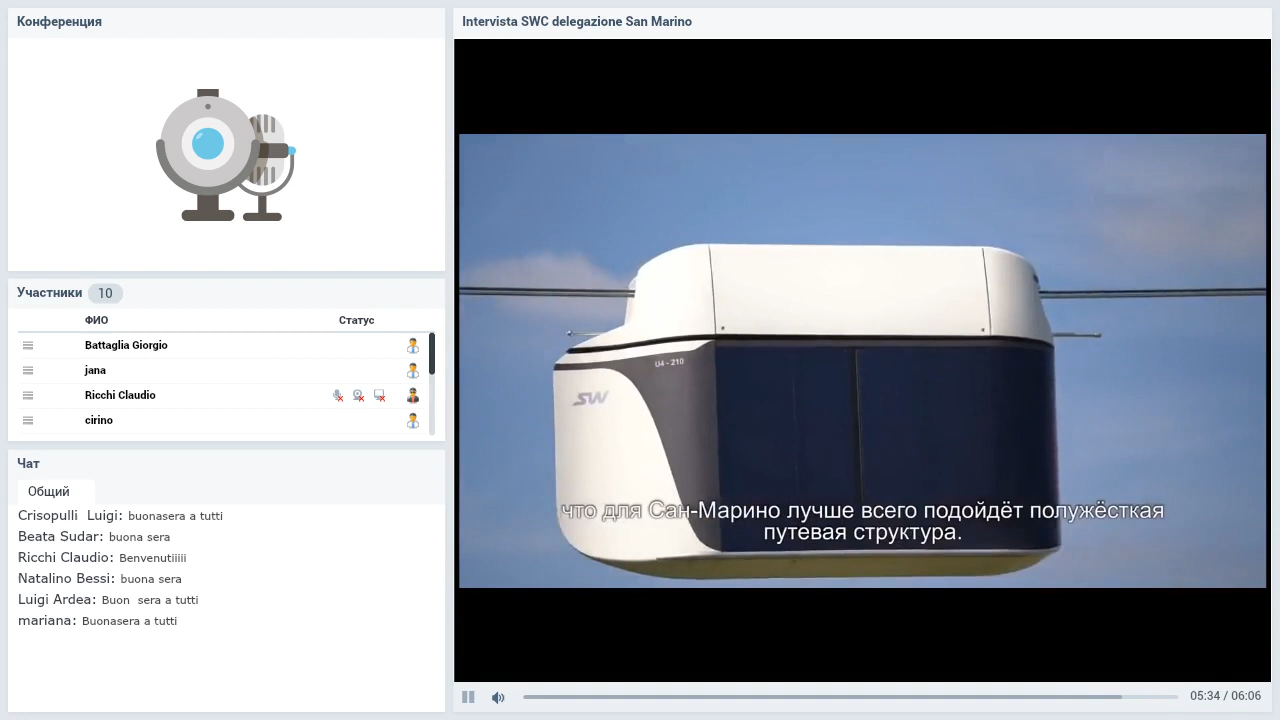 Конференция
Участники 10
ФИО Статус
Battaglia Giorgio
jana
Ricchi Claudio
cirino
Чат
Общий
Crisopulli Luigi: buonasera a tutti
Beata Sudar: buona sera
Ricchi Claudio: Benvenutiiiii
Natalino Bessi: buona sera
Luigi Ardea: Buon sera a tutti
mariana: Buonasera a tutti
Intervista SWC delegazione San Marino
U4 - 210
SW
что для Сан-Марино лучше всего подойдёт полужёсткая
путевая структура.
05:34 / 06:06